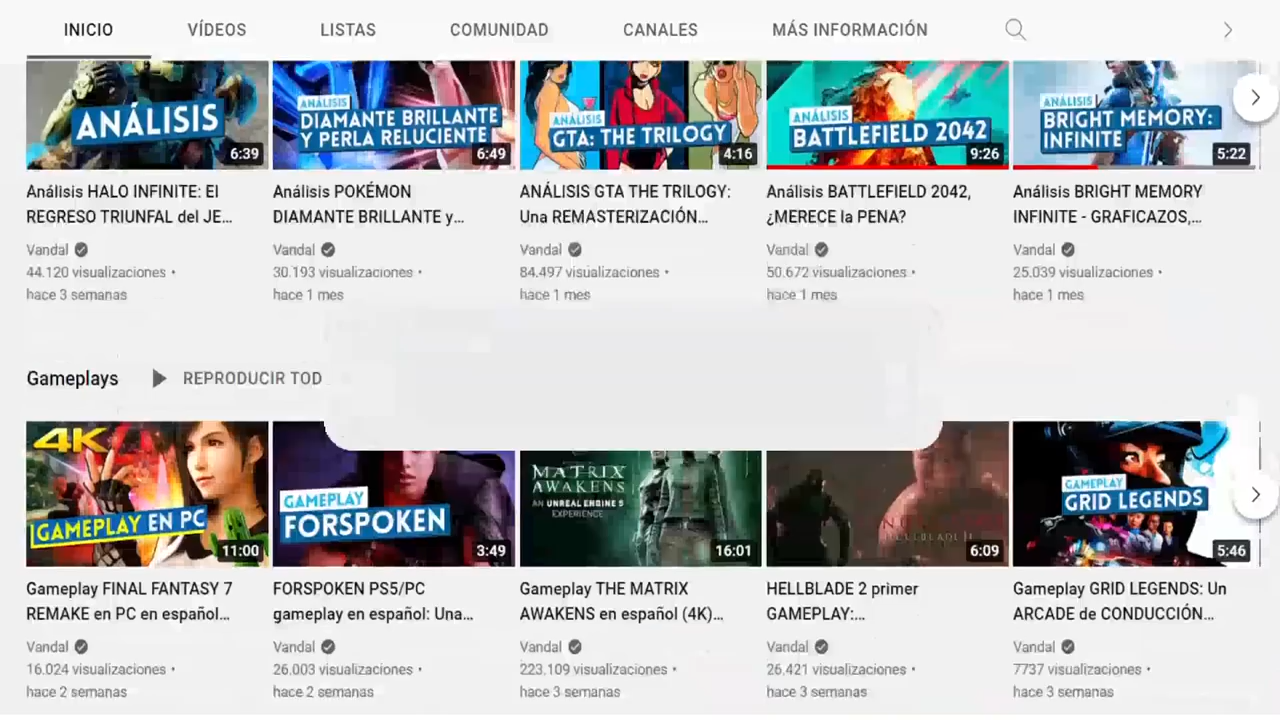 INICIO VÍDEOS LISTAS COMUNIDAD CANALES MÁS INFORMACIÓN
ANÁLISIS
6:39
ANÁLISIS
DIAMANTE BRILLANTE
Y PERLA RELUCIENTE
6:49
ANÁLISIS
GTA: THE TRILOGY
4:16
ANÁLISIS
BATTLEFIELD 2042
9:26
ANÁLISIS
BRIGHT MEMORY:
INFINITE
5:22
Análisis HALO INFINITE: El
REGRESO TRIUNFAL del JE...
Vandal
44.120 visualizaciones •
hace 3 semanas
Análisis POKÉMON
DIAMANTE BRILLANTE y...
Vandal
30.193 visualizaciones •
hace 1 mes
ANÁLISIS GTA THE TRILOGY:
Una REMASTERIZACIÓN...
Vandal
84.497 visualizaciones •
hace 1 mes
Análisis BATTLEFIELD 2042,
¿MERECE la PENA?
Vandal
50.672 visualizaciones •
hace 1 mes
Análisis BRIGHT MEMORY
INFINITE - GRAFICAZOS,...
Vandal
25.039 visualizaciones •
hace 1 mes
Gameplays REPRODUCIR TOD
4K
¡GAMEPLAY EN PC
11:00
GAMEPLAY
FORSPOKEN
3:49
MATRIX
AWAKENS
AN UNREAL ENGINE 5
EXPERIENCE
16:01
HELLBLADE II
6:09
GAMEPLAY
GRID LEGENDS
5:46
Gameplay FINAL FANTASY 7
REMAKE en PC en español...
Vandal
16.024 visualizaciones •
hace 2 semanas
FORSPOKEN PS5/PC
gameplay en español: Una...
Vandal
26.003 visualizaciones •
hace 2 semanas
Gameplay THE MATRIX
AWAKENS en español (4K)...
Vandal
223.109 visualizaciones •
hace 3 semanas
HELLBLADE 2 primer
GAMEPLAY:...
Vandal
26.421 visualizaciones •
hace 3 semanas
Gameplay GRID LEGENDS: Un
ARCADE de CONDUCCIÓN...
Vandal
7737 visualizaciones •
hace 3 semanas